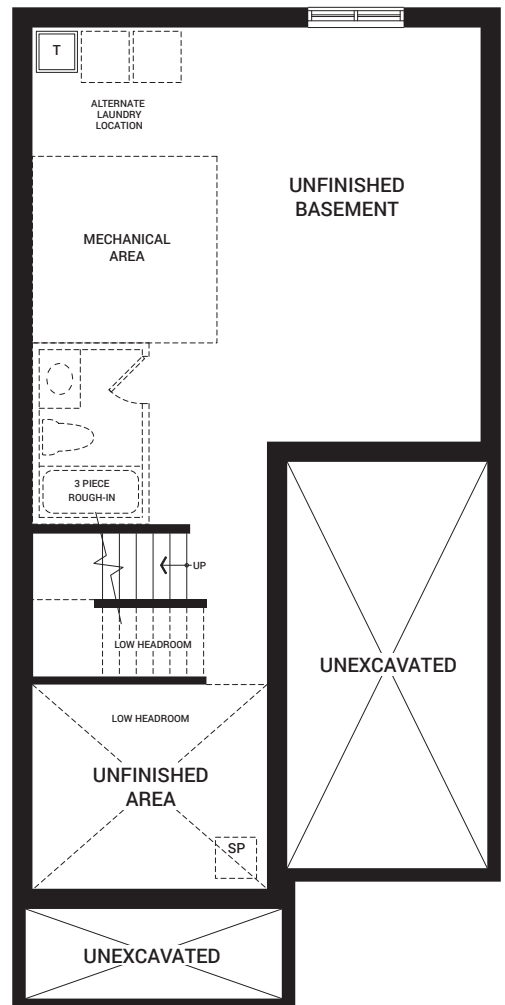 T
ALTERNATE
LAUNDRY
LOCATION
UNFINISHED
BASEMENT
MECHANICAL
AREA
3 PIECE
ROUGH-IN
UP
LOW HEADROOM
UNEXCAVATED
LOW HEADROOM
UNFINISHED
AREA
SP
UNEXCAVATED